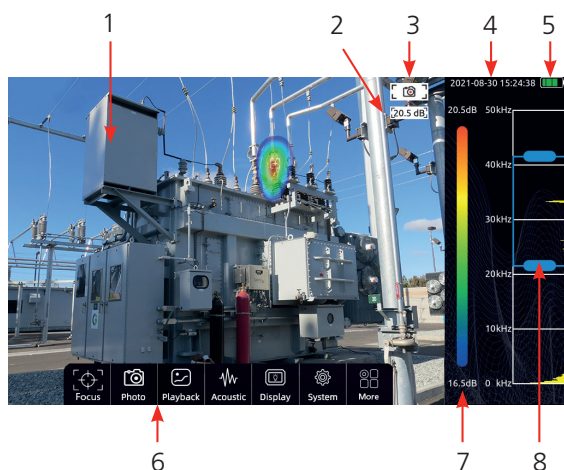 1
2
3
4
5
2021-08-30 15:24:38
[20.5 dB]
20.5dB
50kHz
40kHz
30kHz
20kHz
10kHz
16.5dB
0 kHz
Focus
Photo
Playback
Acoustic
Display
System
More
6
7
8